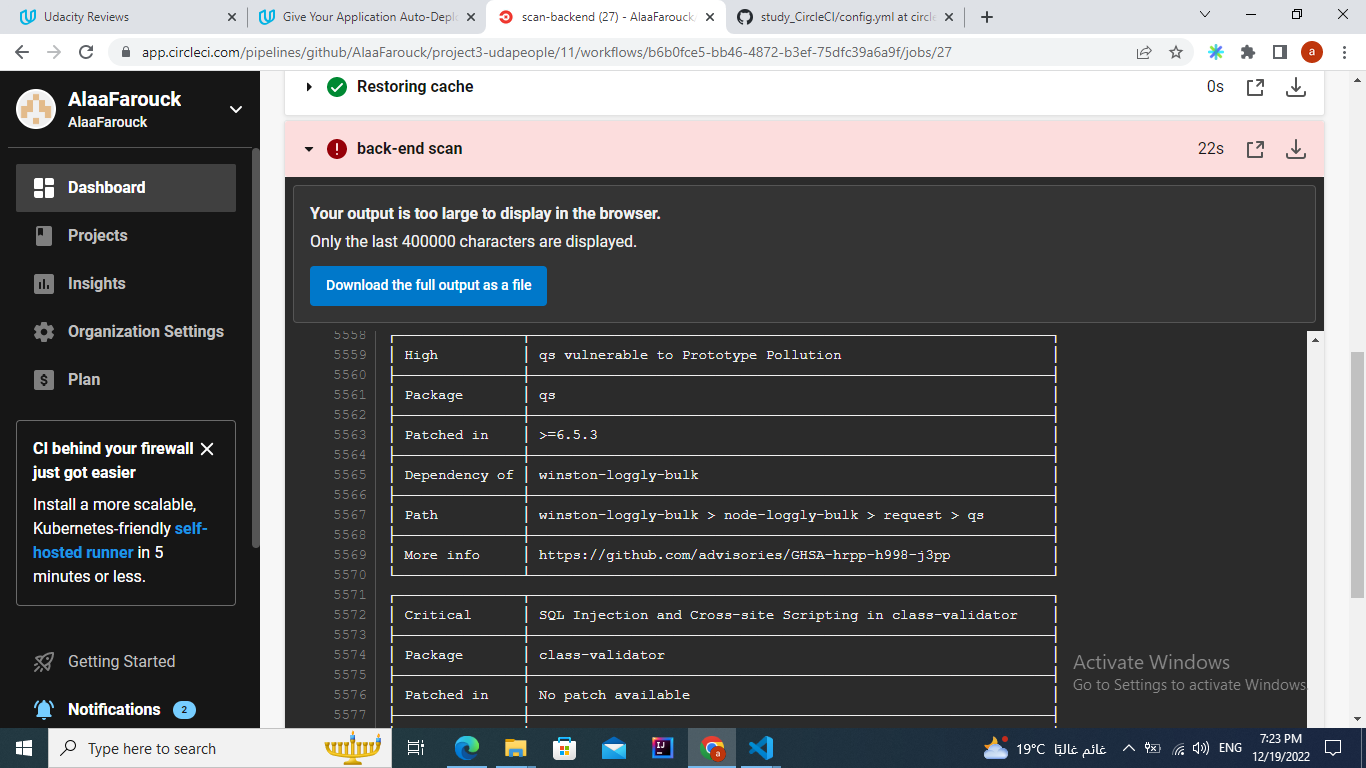 Udacity Reviews
Give Your Application Auto-Depl
scan-backend (27) - AlaaFarouck
study_CircleCI/config.yml at circle
app.circleci.com/pipelines/github/AlaaFarouck/project3-udapeople/11/workflows/b6b0fce5-bb46-4872-b3ef-75dfc39a6a9f/jobs/27
a
AlaaFarouck
AlaaFarouck
Dashboard
Projects
Insights
Organization Settings
Plan
CI behind your firewall
just got easier
Install a more scalable,
Kubernetes-friendly self-
hosted runner in 5
minutes or less.
Getting Started
Notifications 2
Restoring cache 0s
back-end scan 22s
Your output is too large to display in the browser.
Only the last 400000 characters are displayed.
Download the full output as a file
5558
5559 High qs vulnerable to Prototype Pollution
5560
5561 Package qs
5562
5563 Patched in >=6.5.3
5564
5565 Dependency of winston-loggly-bulk
5566
5567 Path winston-loggly-bulk > node-loggly-bulk > request > qs
5568
5569 More info https://github.com/advisories/GHSA-hrpp-h998-j3pp
5570
5571
5572 Critical SQL Injection and Cross-site Scripting in class-validator
5573
5574 Package class-validator
5575
5576 Patched in No patch available
5577
Activate Windows
Go to Settings to activate Windows.
Type here to search
19°C غائم غالبًا
ENG
7:23 PM
12/19/2022